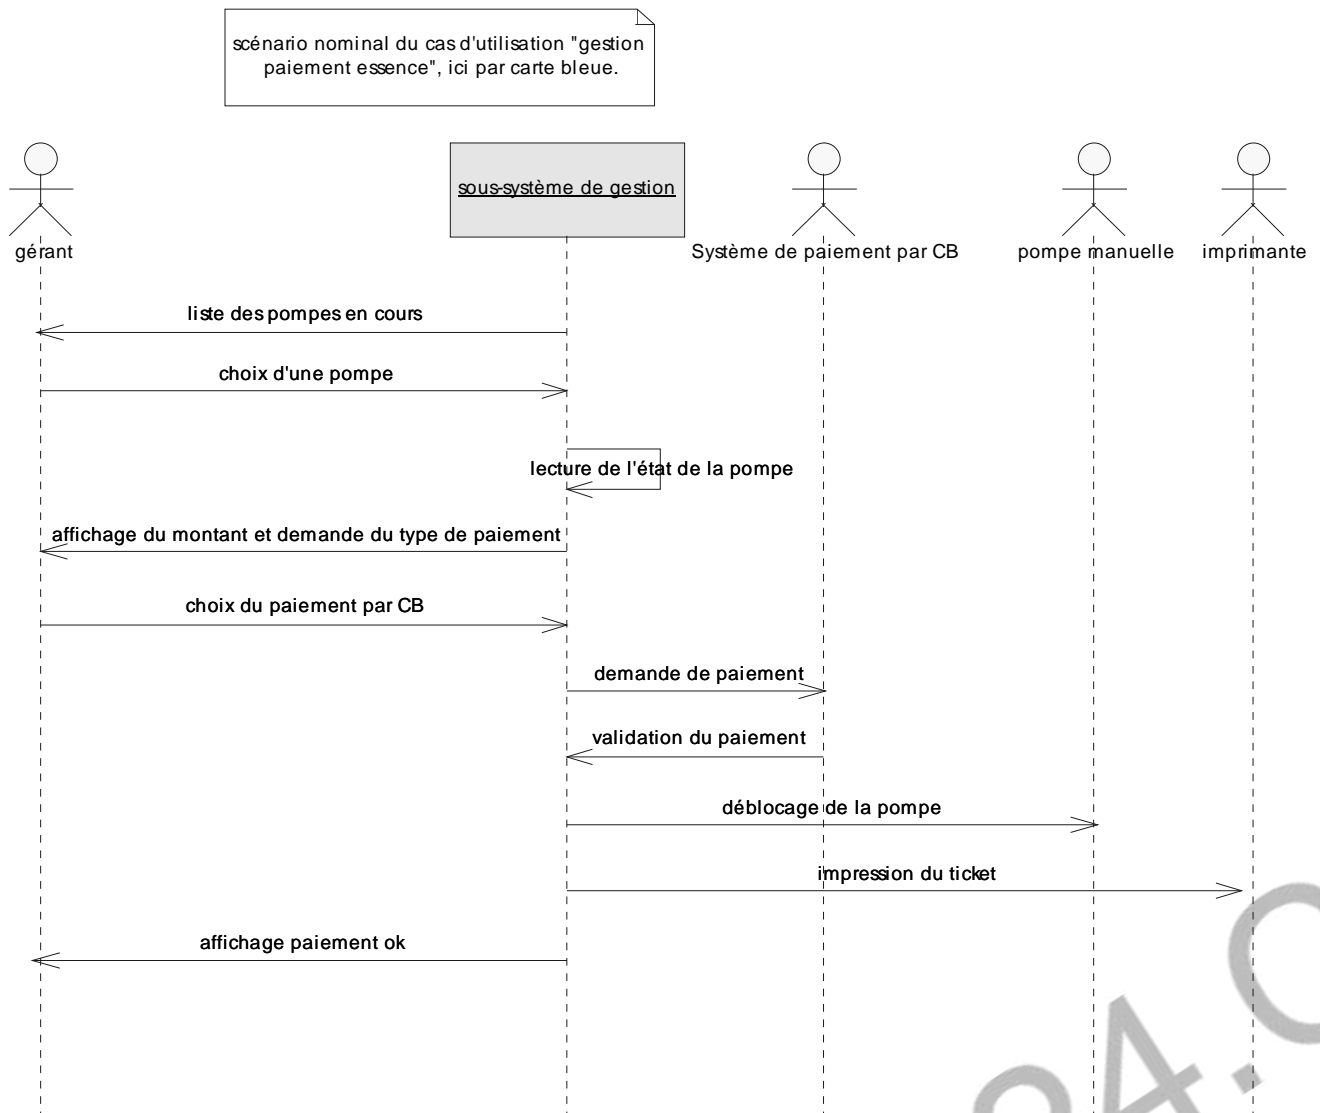 scénario nominal du cas d'utilisation "gestion
paiement essence", ici par carte bleue.
sous-système de gestion
gérant
Système de paiement par CB
pompe manuelle
imprimante
liste des pompes en cours
choix d'une pompe
lecture de l'état de la pompe
affichage du montant et demande du type de paiement
choix du paiement par CB
demande de paiement
validation du paiement
déblocage de la pompe
impression du ticket
affichage paiement ok